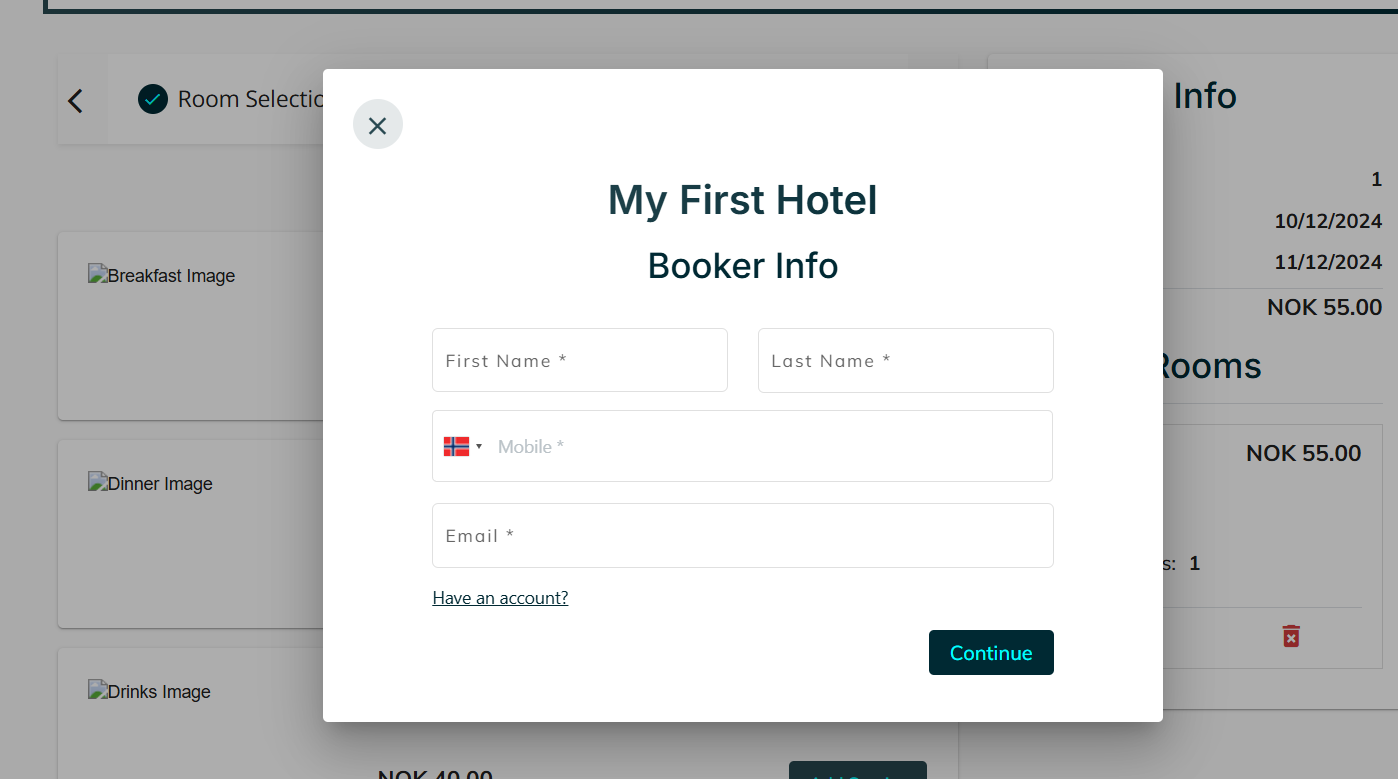 Room Selectio
Info
1
10/12/2024
11/12/2024
NOK 55.00
Rooms
NOK 55.00
s: 1
Breakfast Image
Dinner Image
Drinks Image
NOK 40.00
My First Hotel
Booker Info
First Name *
Last Name *
Mobile *
Email *
Have an account?
Continue